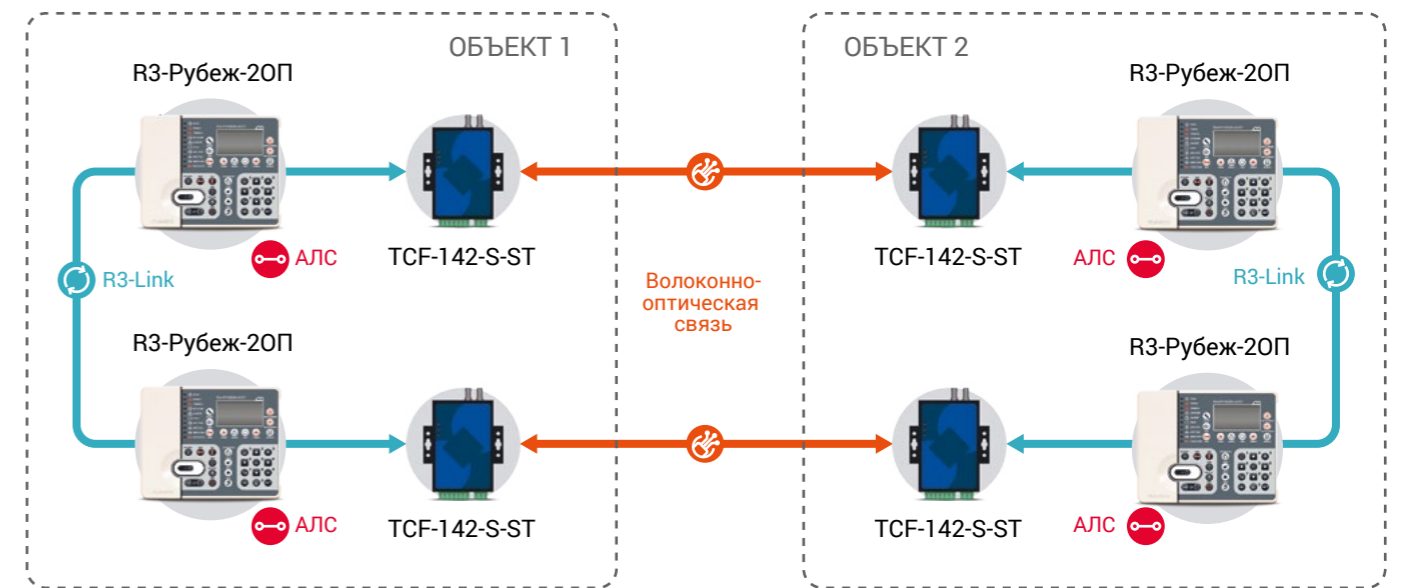 ОБЪЕКТ 1
ОБЪЕКТ 2
R3-Рубеж-2ОП
R3-Рубеж-2ОП
АЛС
TCF-142-S-ST
TCF-142-S-ST
АЛС
R3-Link
Волоконно-
оптическая
связь
R3-Link
R3-Рубеж-2ОП
R3-Рубеж-2ОП
АЛС
TCF-142-S-ST
TCF-142-S-ST
АЛС